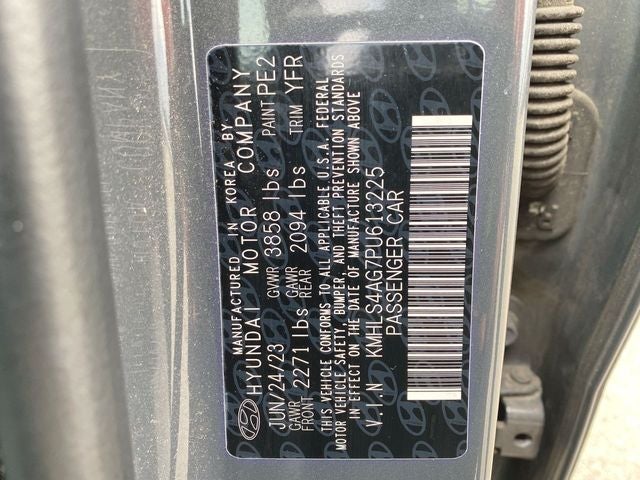 MANUFACTURED IN KOREA BY
HYUNDAI MOTOR COMPANY
JUN/24/23 GVWR 3858 lbs PAINT PE2
GAWR FRONT 2271 lbs GAWR REAR 2094 lbs TRIM YFR
THIS VEHICLE CONFORMS TO ALL APPLICABLE U.S.A. FEDERAL
MOTOR VEHICLE SAFETY, BUMPER, AND THEFT PREVENTION STANDARDS
IN EFFECT ON THE DATE OF MANUFACTURE SHOWN ABOVE
V.I.N KMHLS4AG7PU613225
PASSENGER CAR